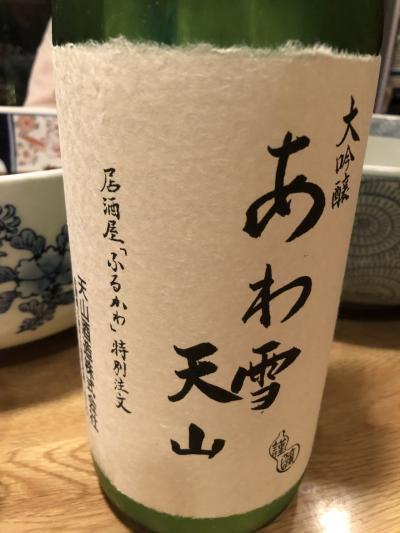 大吟醸
あわ雪
天山
居酒屋「ふるかわ」特別注文
天山酒造株式会社